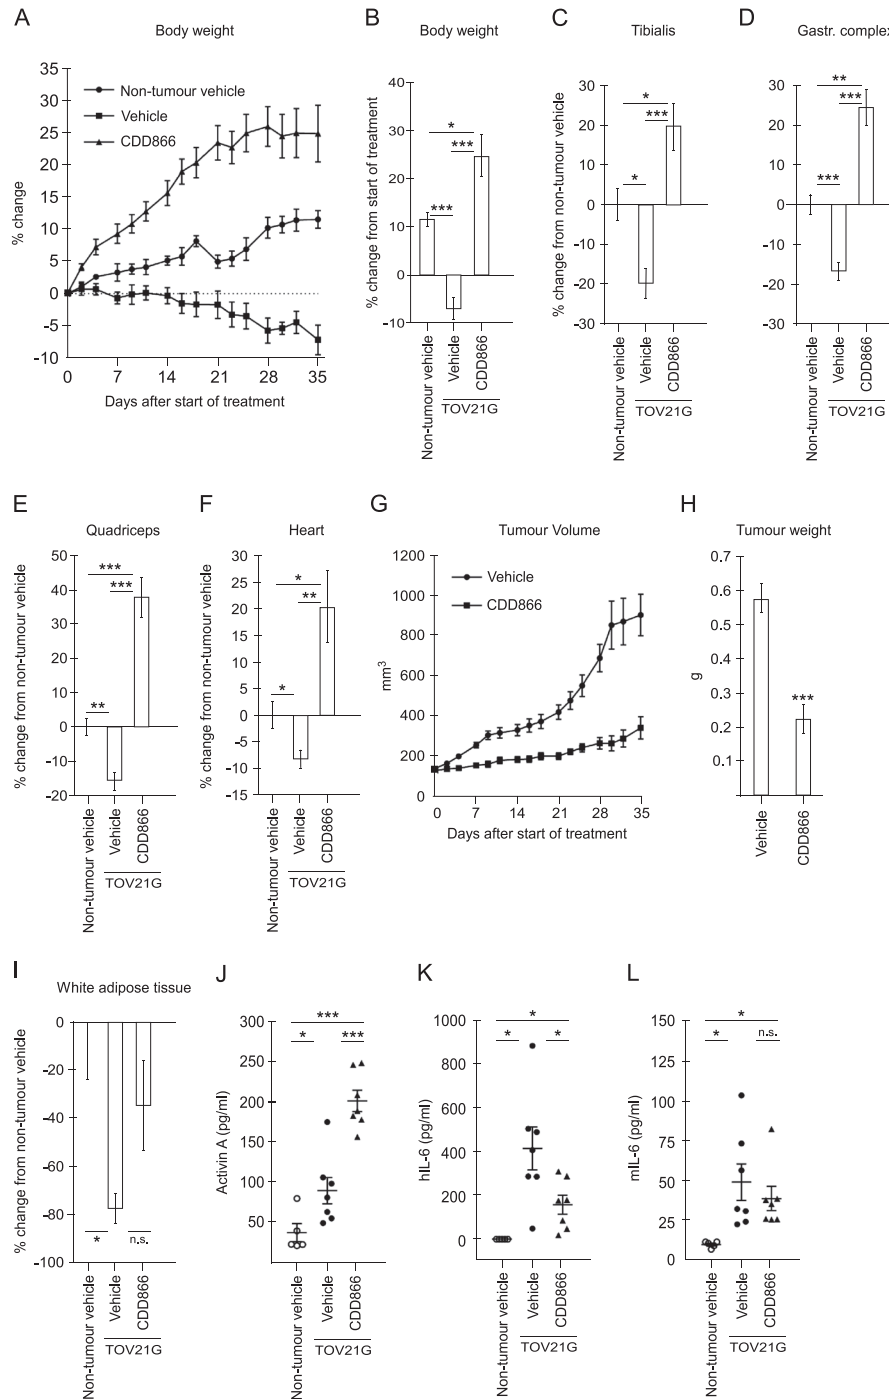 A
Body weight
% change
40
35
30
25
20
15
10
5
0
-5
-10
Non-tumour vehicle
Vehicle
CDD866
0 7 14 21 28 35
Days after start of treatment
B
Body weight
% change from start of treatment
40
30
20
10
0
-10
*
***
***
Non-tumour vehicle
Vehicle
CDD866
TOV21G
C
Tibialis
% change from non-tumour vehicle
30
20
10
0
-10
-20
-30
*
***
*
Non-tumour vehicle
Vehicle
CDD866
TOV21G
D
Gastr. complex
30
20
10
0
-10
-20
-30
**
***
***
Non-tumour vehicle
Vehicle
CDD866
TOV21G
E
Quadriceps
% change from non-tumour vehicle
50
40
30
20
10
0
-10
-20
***
***
**
Non-tumour vehicle
Vehicle
CDD866
TOV21G
F
Heart
% change from non-tumour vehicle
30
25
20
15
10
5
0
-5
-10
-15
*
**
*
Non-tumour vehicle
Vehicle
CDD866
TOV21G
G
Tumour Volume
mm³
1200
1000
800
600
400
200
0
Vehicle
CDD866
0 7 14 21 28 35
Days after start of treatment
H
Tumour weight
g
0.7
0.6
0.5
0.4
0.3
0.2
0.1
***
Vehicle
CDD866
I
White adipose tissue
% change from non-tumour vehicle
0
-20
-40
-60
-80
-100
*
n.s.
Non-tumour vehicle
Vehicle
CDD866
TOV21G
J
Activin A (pg/ml)
300
250
200
150
100
50
***
*
***
Non-tumour vehicle
Vehicle
CDD866
TOV21G
K
hIL-6 (pg/ml)
1000
800
600
400
200
0
*
*
*
Non-tumour vehicle
Vehicle
CDD866
TOV21G
L
mIL-6 (pg/ml)
150
125
100
75
50
25
0
*
*
n.s.
Non-tumour vehicle
Vehicle
CDD866
TOV21G